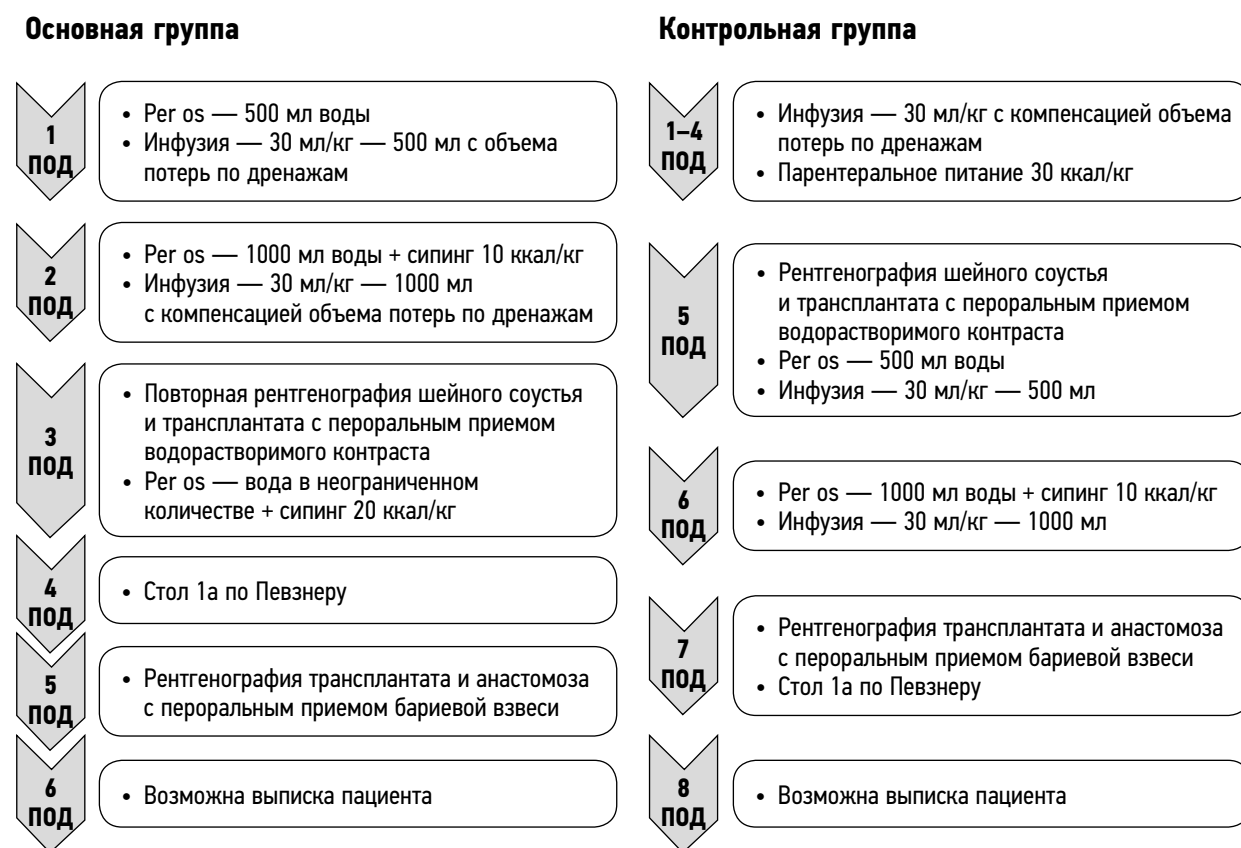 Основная группа
1
ПОД
• Per os — 500 мл воды
• Инфузия — 30 мл/кг — 500 мл с объема
потерь по дренажам
2
ПОД
• Per os — 1000 мл воды + сипинг 10 ккал/кг
• Инфузия — 30 мл/кг — 1000 мл
с компенсацией объема потерь по дренажам
3
ПОД
• Повторная рентгенография шейного соустья
и трансплантата с пероральным приемом
водорастворимого контраста
• Per os — вода в неограниченном
количестве + сипинг 20 ккал/кг
4
ПОД
• Стол 1а по Певзнеру
5
ПОД
• Рентгенография трансплантата и анастомоза
с пероральным приемом бариевой взвеси
6
ПОД
• Возможна выписка пациента
Контрольная группа
1–4
ПОД
• Инфузия — 30 мл/кг с компенсацией объема
потерь по дренажам
• Парентеральное питание 30 ккал/кг
5
ПОД
• Рентгенография шейного соустья
и трансплантата с пероральным приемом
водорастворимого контраста
• Per os — 500 мл воды
• Инфузия — 30 мл/кг — 500 мл
6
ПОД
• Per os — 1000 мл воды + сипинг 10 ккал/кг
• Инфузия — 30 мл/кг — 1000 мл
7
ПОД
• Рентгенография трансплантата и анастомоза
с пероральным приемом бариевой взвеси
• Стол 1а по Певзнеру
8
ПОД
• Возможна выписка пациента